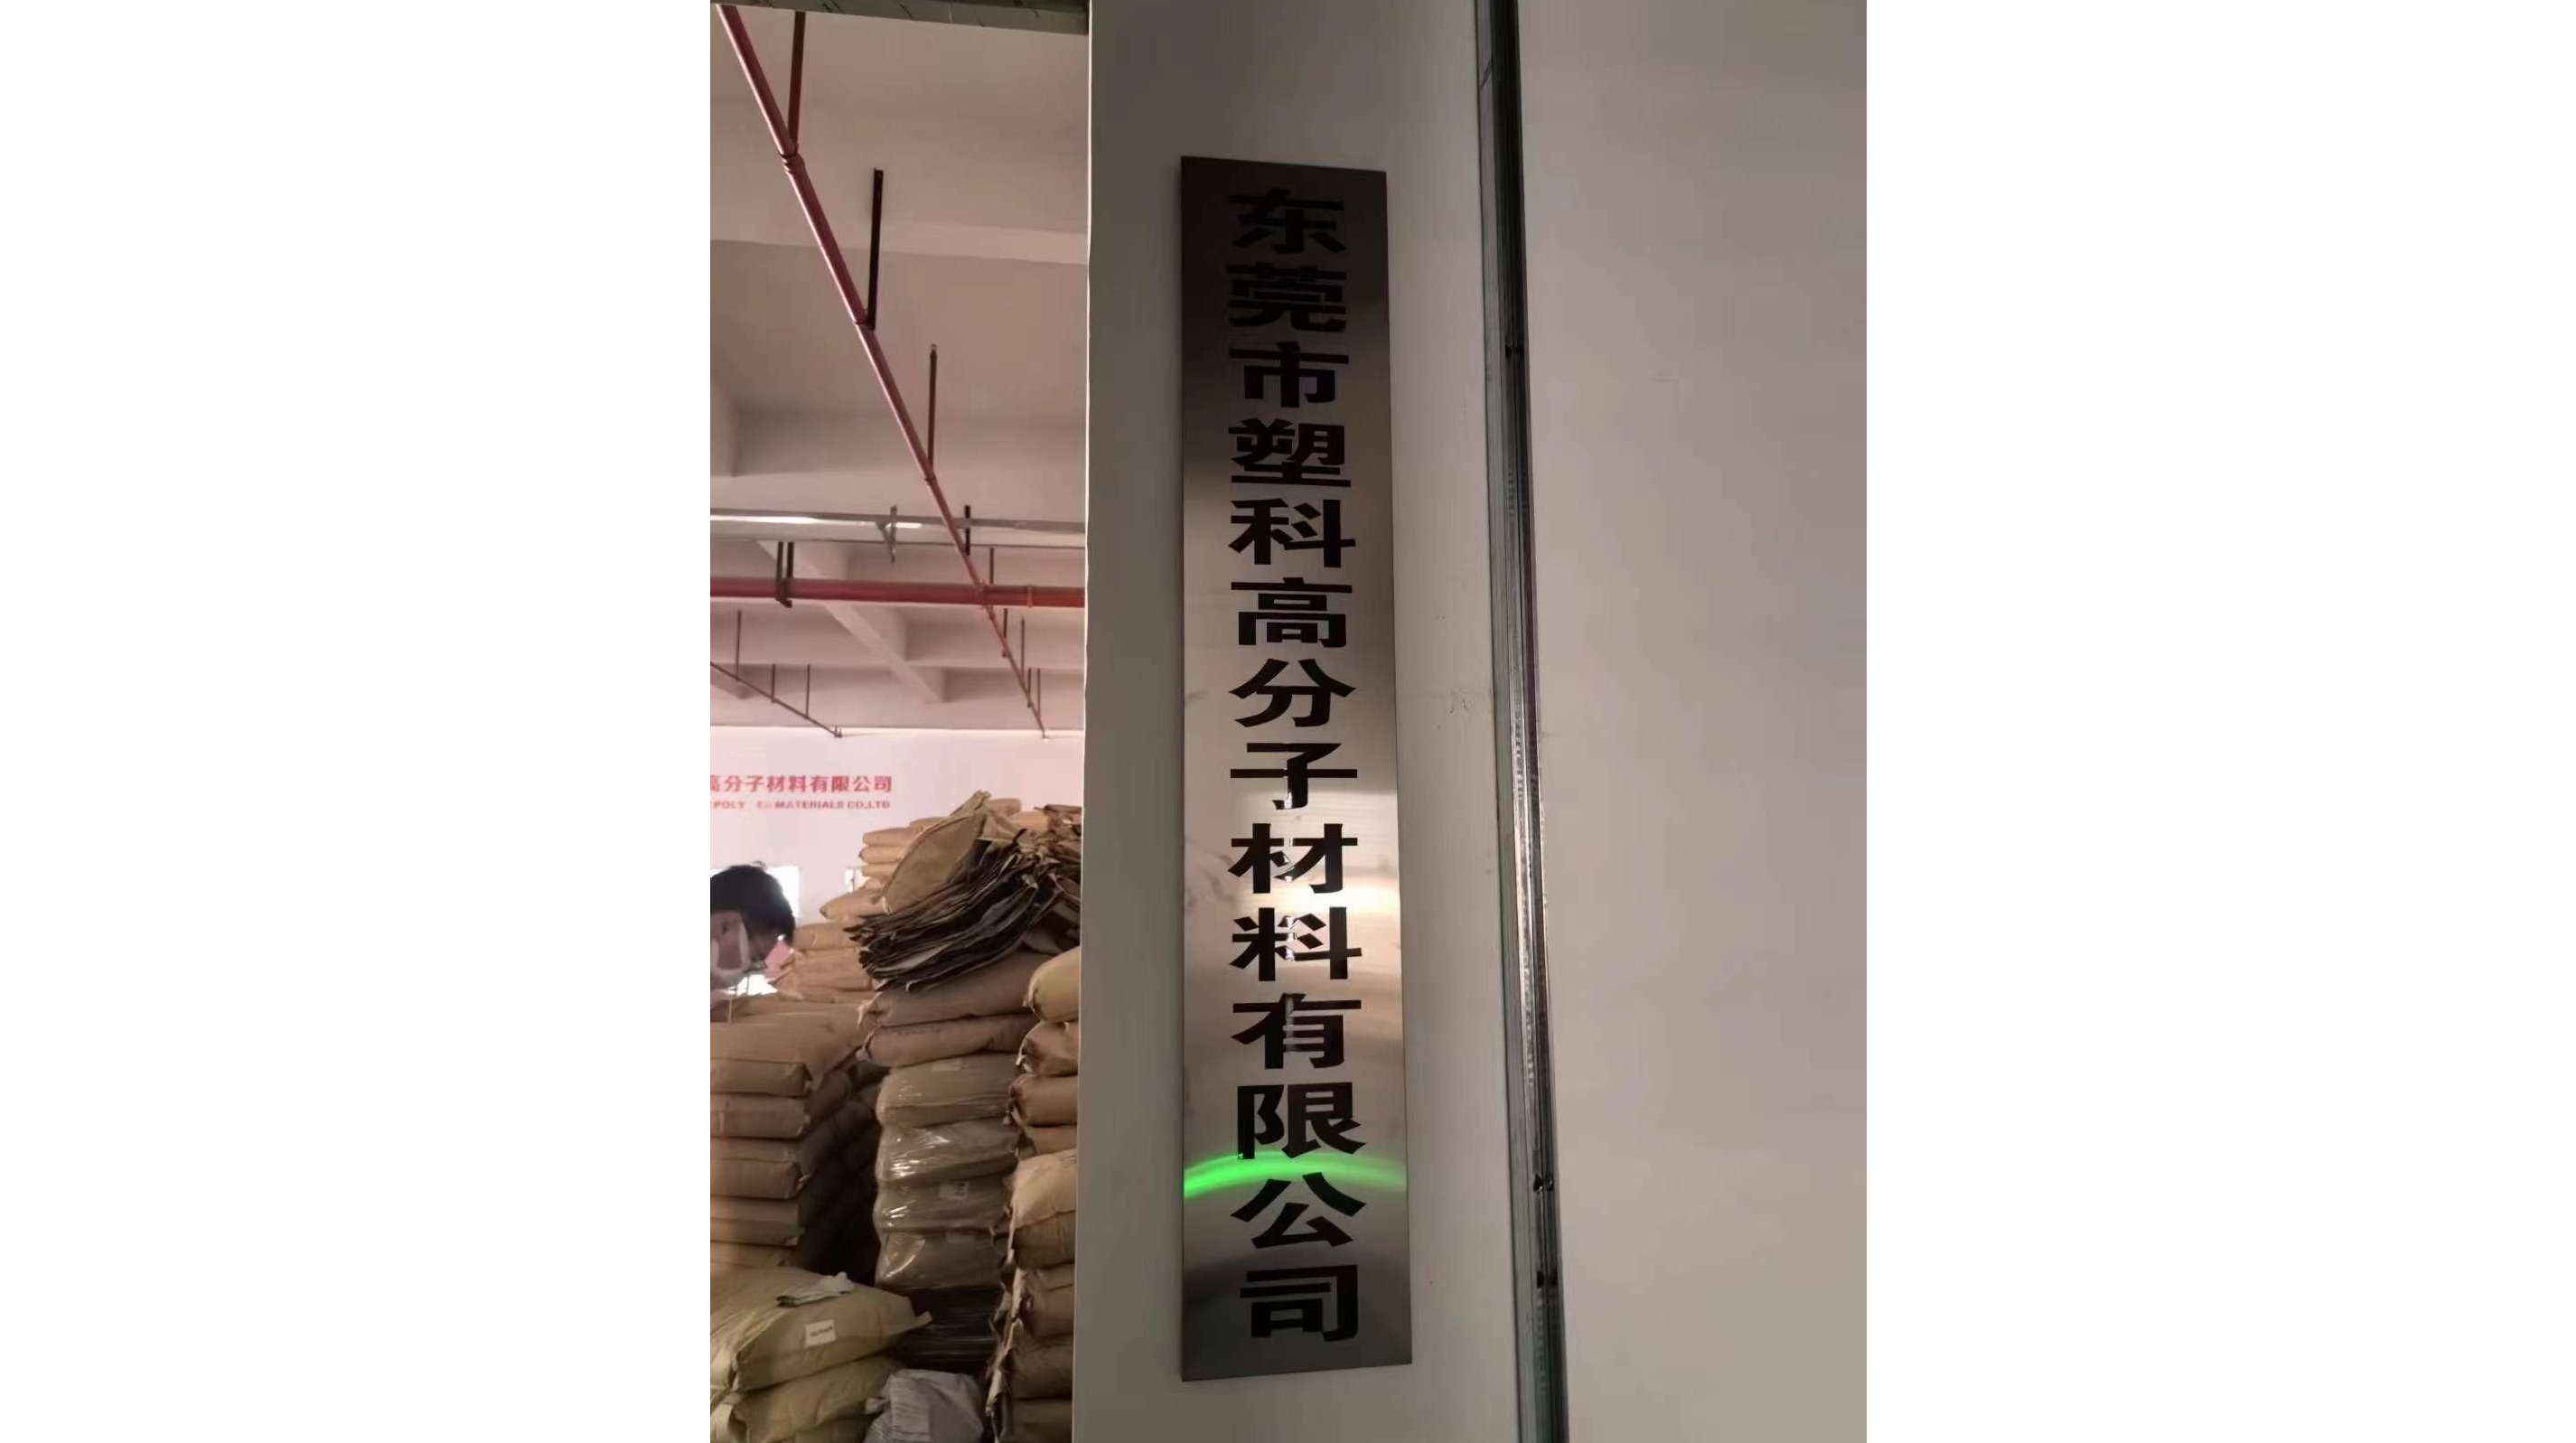 东莞市塑科高分子材料有限公司
高分子材料有限公司
POLY MATERIALS CO,LTD